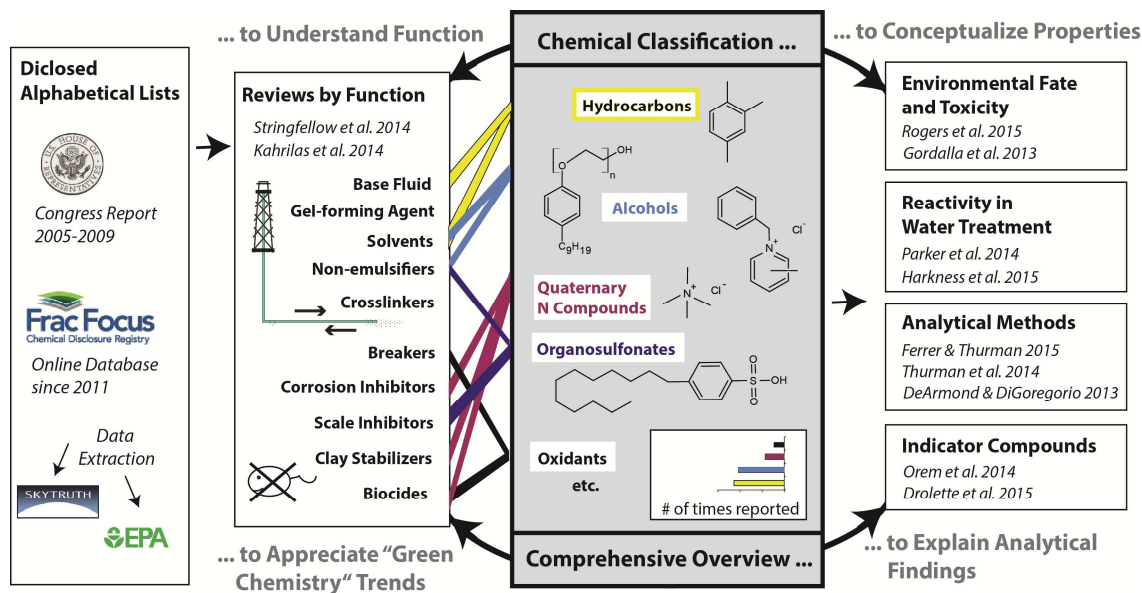 ... to Understand Function
Chemical Classification ...
... to Conceptualize Properties
Diclosed
Alphabetical Lists
U.S. HOUSE OF
REPRESENTATIVES
Congress Report
2005-2009
Frac Focus
Chemical Disclosure Registry
Online Database
since 2011
Data
Extraction
SKYTRUTH
EPA
Reviews by Function
Stringfellow et al. 2014
Kahrilas et al. 2014
Base Fluid
Gel-forming Agent
Solvents
Non-emulsifiers
Crosslinkers
Breakers
Corrosion Inhibitors
Scale Inhibitors
Clay Stabilizers
Biocides
Hydrocarbons
O
OH
n
C9H19
Alcohols
N+
Cl-
Quaternary
N Compounds
N+
Cl-
Organosulfonates
O
S
OH
O
Oxidants
etc.
# of times reported
Environmental Fate
and Toxicity
Rogers et al. 2015
Gordalla et al. 2013
Reactivity in
Water Treatment
Parker et al. 2014
Harkness et al. 2015
Analytical Methods
Ferrer & Thurman 2015
Thurman et al. 2014
DeArmond & DiGoregorio 2013
Indicator Compounds
Orem et al. 2014
Drolette et al. 2015
... to Appreciate “Green
Chemistry“ Trends
Comprehensive Overview ...
... to Explain Analytical
Findings